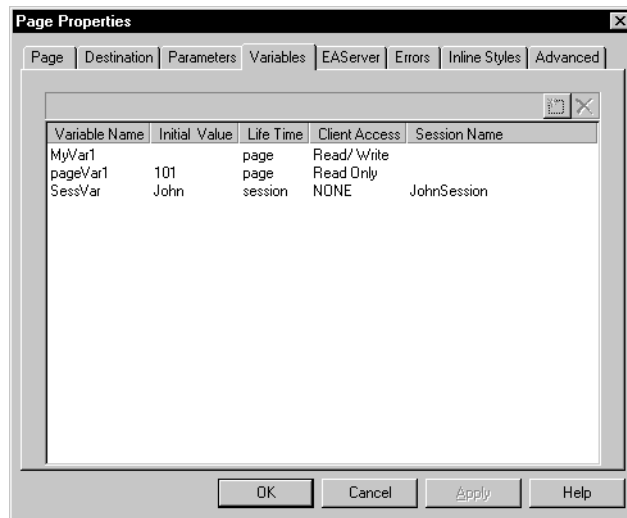 Page Properties
Page Destination Parameters Variables EAServer Errors Inline Styles Advanced
Variable Name Initial Value Life Time Client Access Session Name
MyVar1 page Read/ Write
pageVar1 101 page Read Only
SessVar John session NONE JohnSession
OK Cancel Apply Help